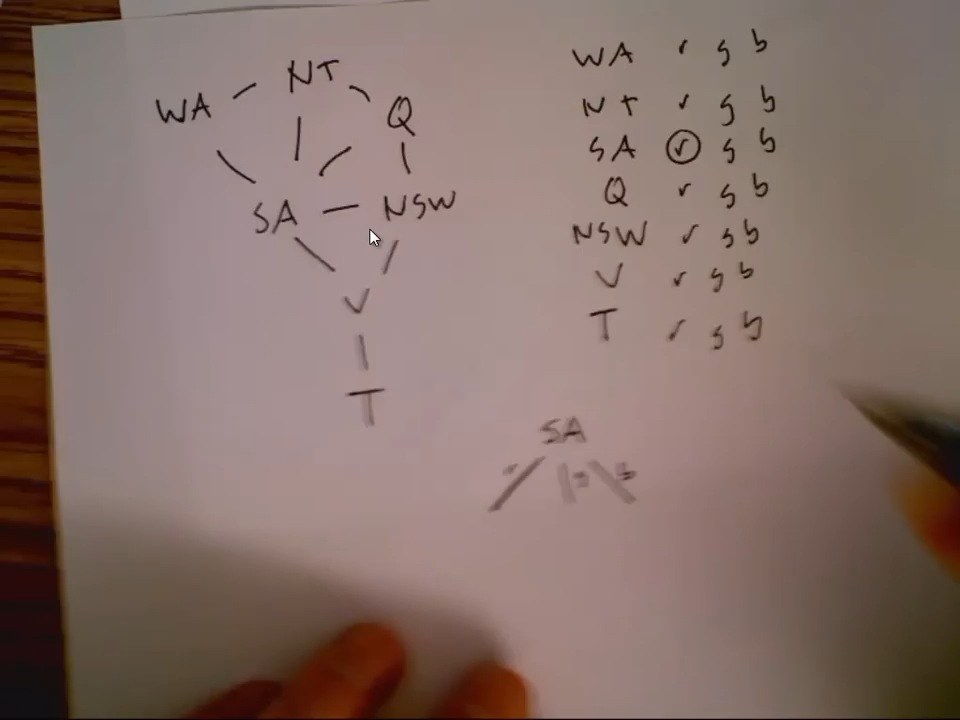 NT
WA
Q
SA
NSW
V
T
WA r g b
NT r g b
SA r g b
Q r g b
NSW r g b
V r g b
T r g b
SA
r g b